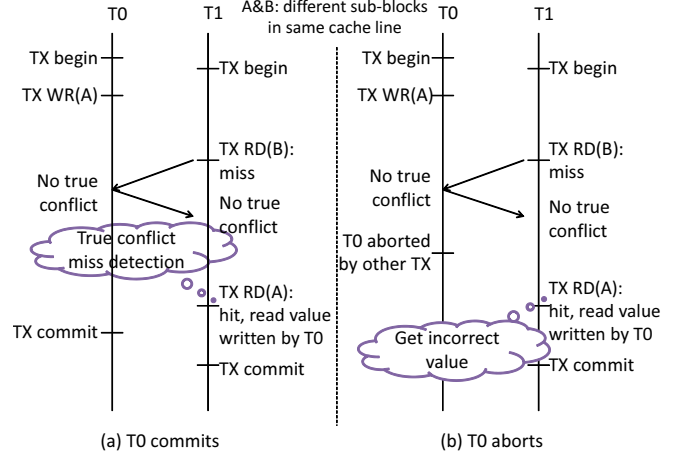 A&B: different sub-blocks
in same cache line
T0
T1
TX begin
TX begin
TX WR(A)
TX RD(B):
miss
No true
conflict
No true
conflict
True conflict
miss detection
TX RD(A):
hit, read value
written by T0
TX commit
TX commit
(a) T0 commits
T0
T1
TX begin
TX begin
TX WR(A)
TX RD(B):
miss
No true
conflict
No true
conflict
T0 aborted
by other TX
TX RD(A):
hit, read value
written by T0
Get incorrect
value
TX commit
(b) T0 aborts